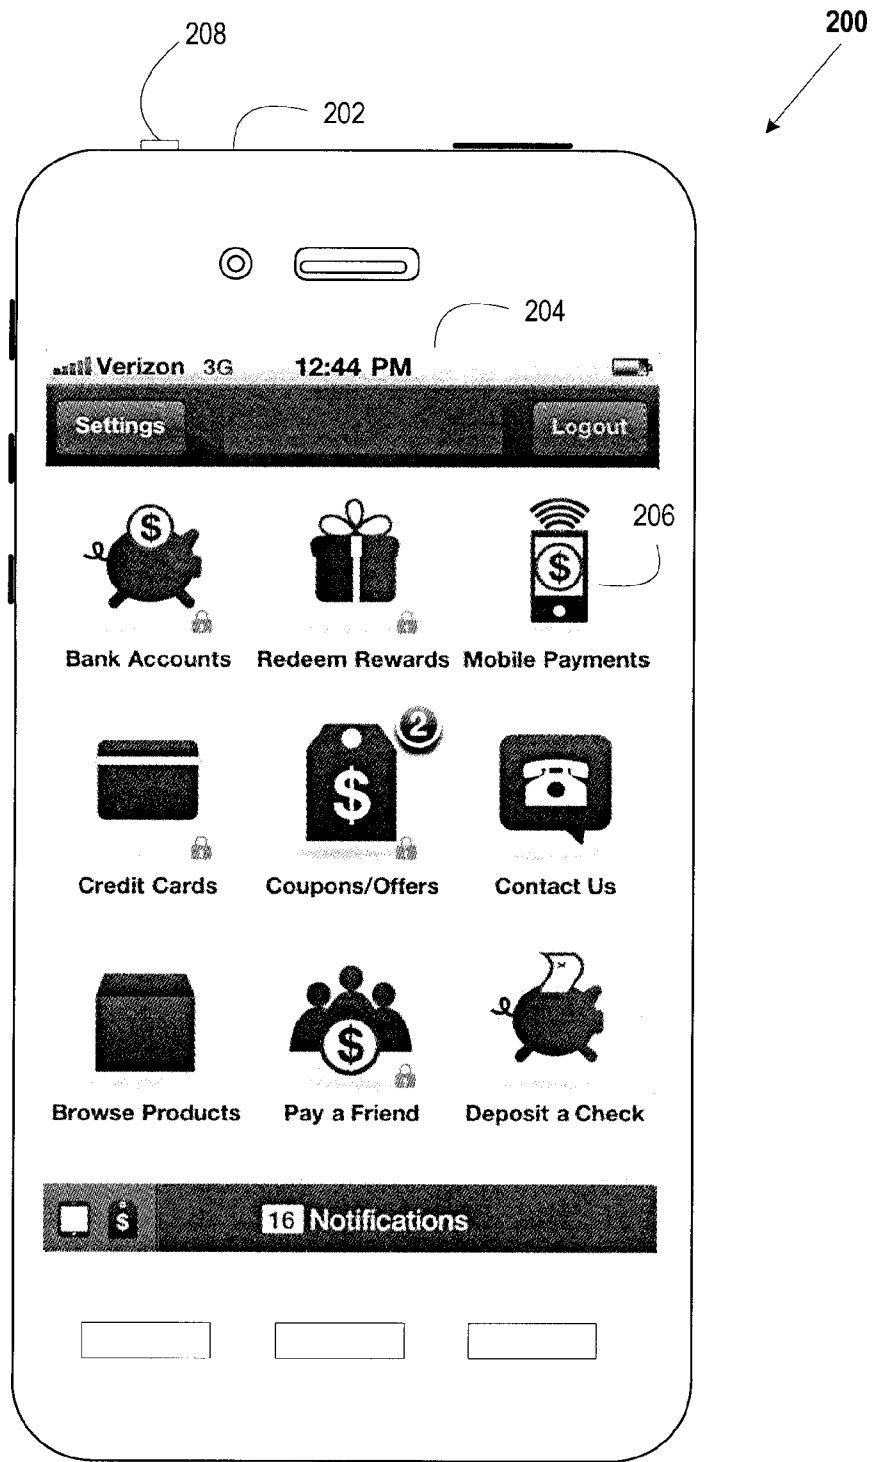 200
208
202
204
Verizon 3G 12:44 PM
Settings Logout
$ $ 206
Bank Accounts Redeem Rewards Mobile Payments
2
$
Credit Cards Coupons/Offers Contact Us
x
$
Browse Products Pay a Friend Deposit a Check
$ 16 Notifications